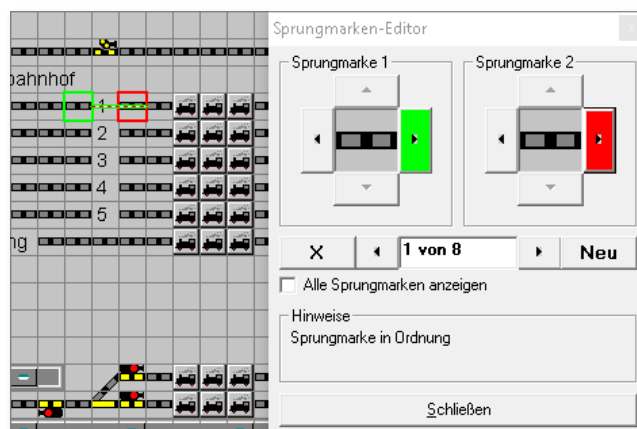 oahnhof
1
2
3
4
5
ng
Sprungmarken-Editor
Sprungmarke 1
Sprungmarke 2
X
1 von 8
Neu
Alle Sprungmarken anzeigen
Hinweise
Sprungmarke in Ordnung
Schließen